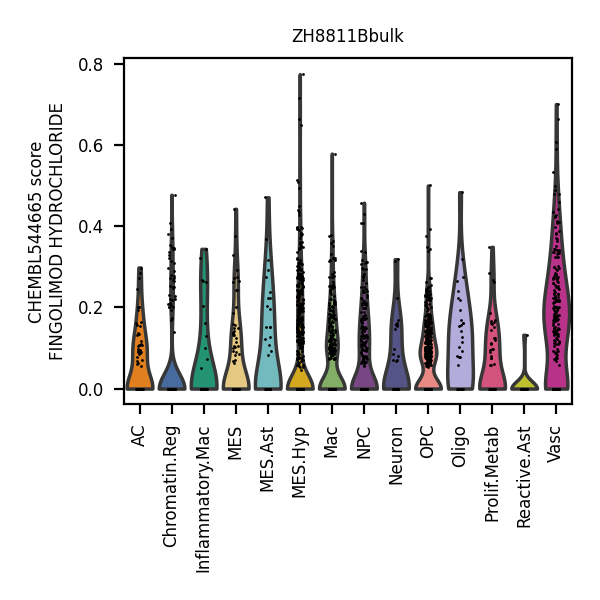 ZH8811Bbulk
CHEMBL544665 score
FINGOLIMOD HYDROCHLORIDE
0.8
0.6
0.4
0.2
0.0
AC
Chromatin.Reg
Inflammatory.Mac
MES
MES.Ast
MES.Hyp
Mac
NPC
Neuron
OPC
Oligo
Prolif.Metab
Reactive.Ast
Vasc